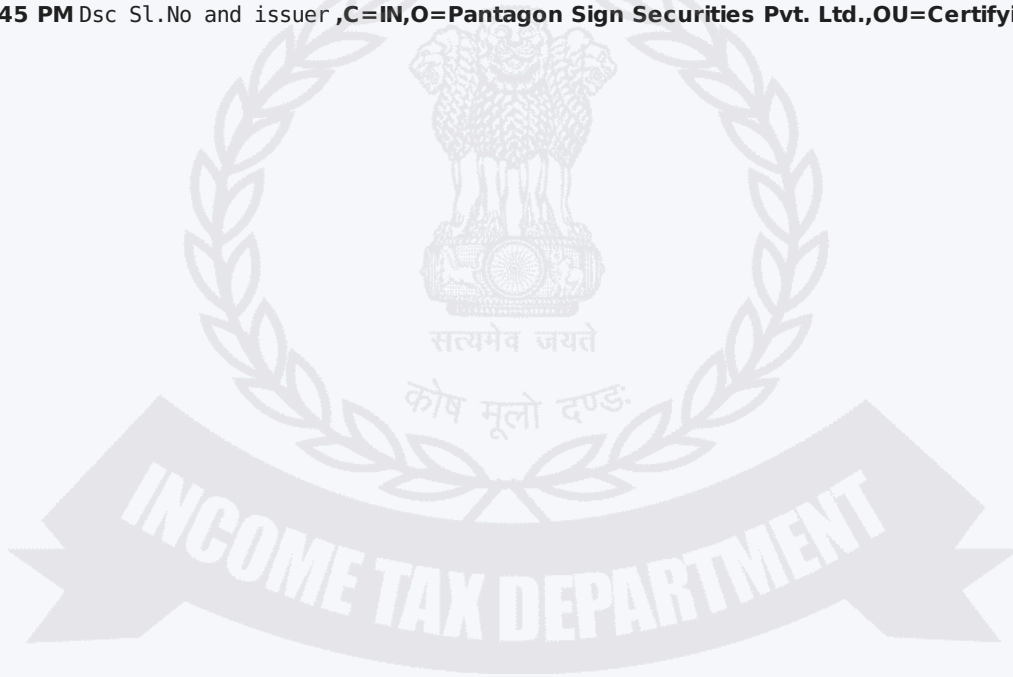 45 PM Dsc Sl.No and issuer ,C=IN,O=Pantagon Sign Securities Pvt. Ltd.,OU=Certifyi
सत्यमेव जयते
कोष मूलो दण्ड:
INCOME TAX DEPARTMENT